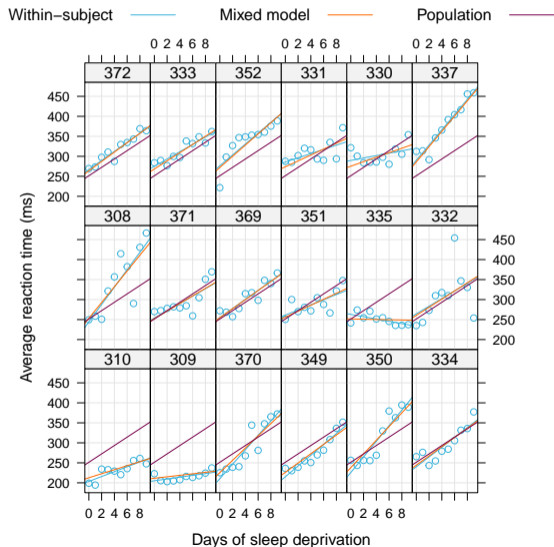 Within−subject Mixed model Population
0 2 4 6 8 0 2 4 6 8 0 2 4 6 8
372 333 352 331 330 337
450
400
350
300
250
200
308 371 369 351 335 332
450
400
350
300
250
200
310 309 370 349 350 334
450
400
350
300
250
200
0 2 4 6 8 0 2 4 6 8 0 2 4 6 8
Average reaction time (ms)
Days of sleep deprivation